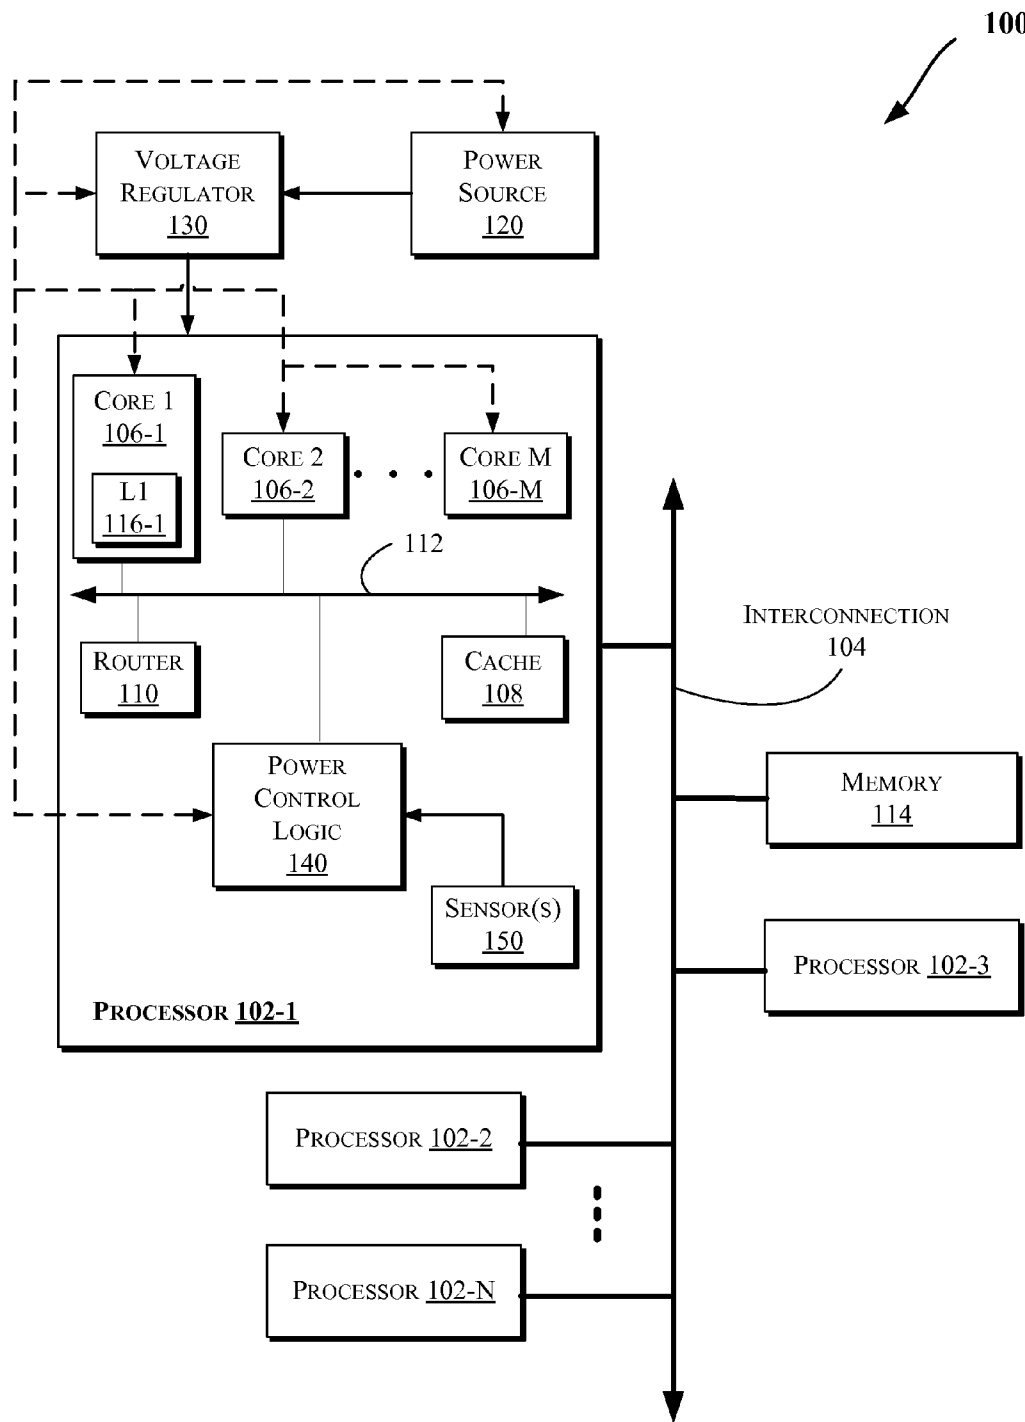 100
VOLTAGE
REGULATOR
130
POWER
SOURCE
120
CORE 1
106-1
L1
116-1
CORE 2
106-2
CORE M
106-M
112
ROUTER
110
CACHE
108
POWER
CONTROL
LOGIC
140
SENSOR(S)
150
PROCESSOR 102-1
INTERCONNECTION
104
MEMORY
114
PROCESSOR 102-3
PROCESSOR 102-2
PROCESSOR 102-N